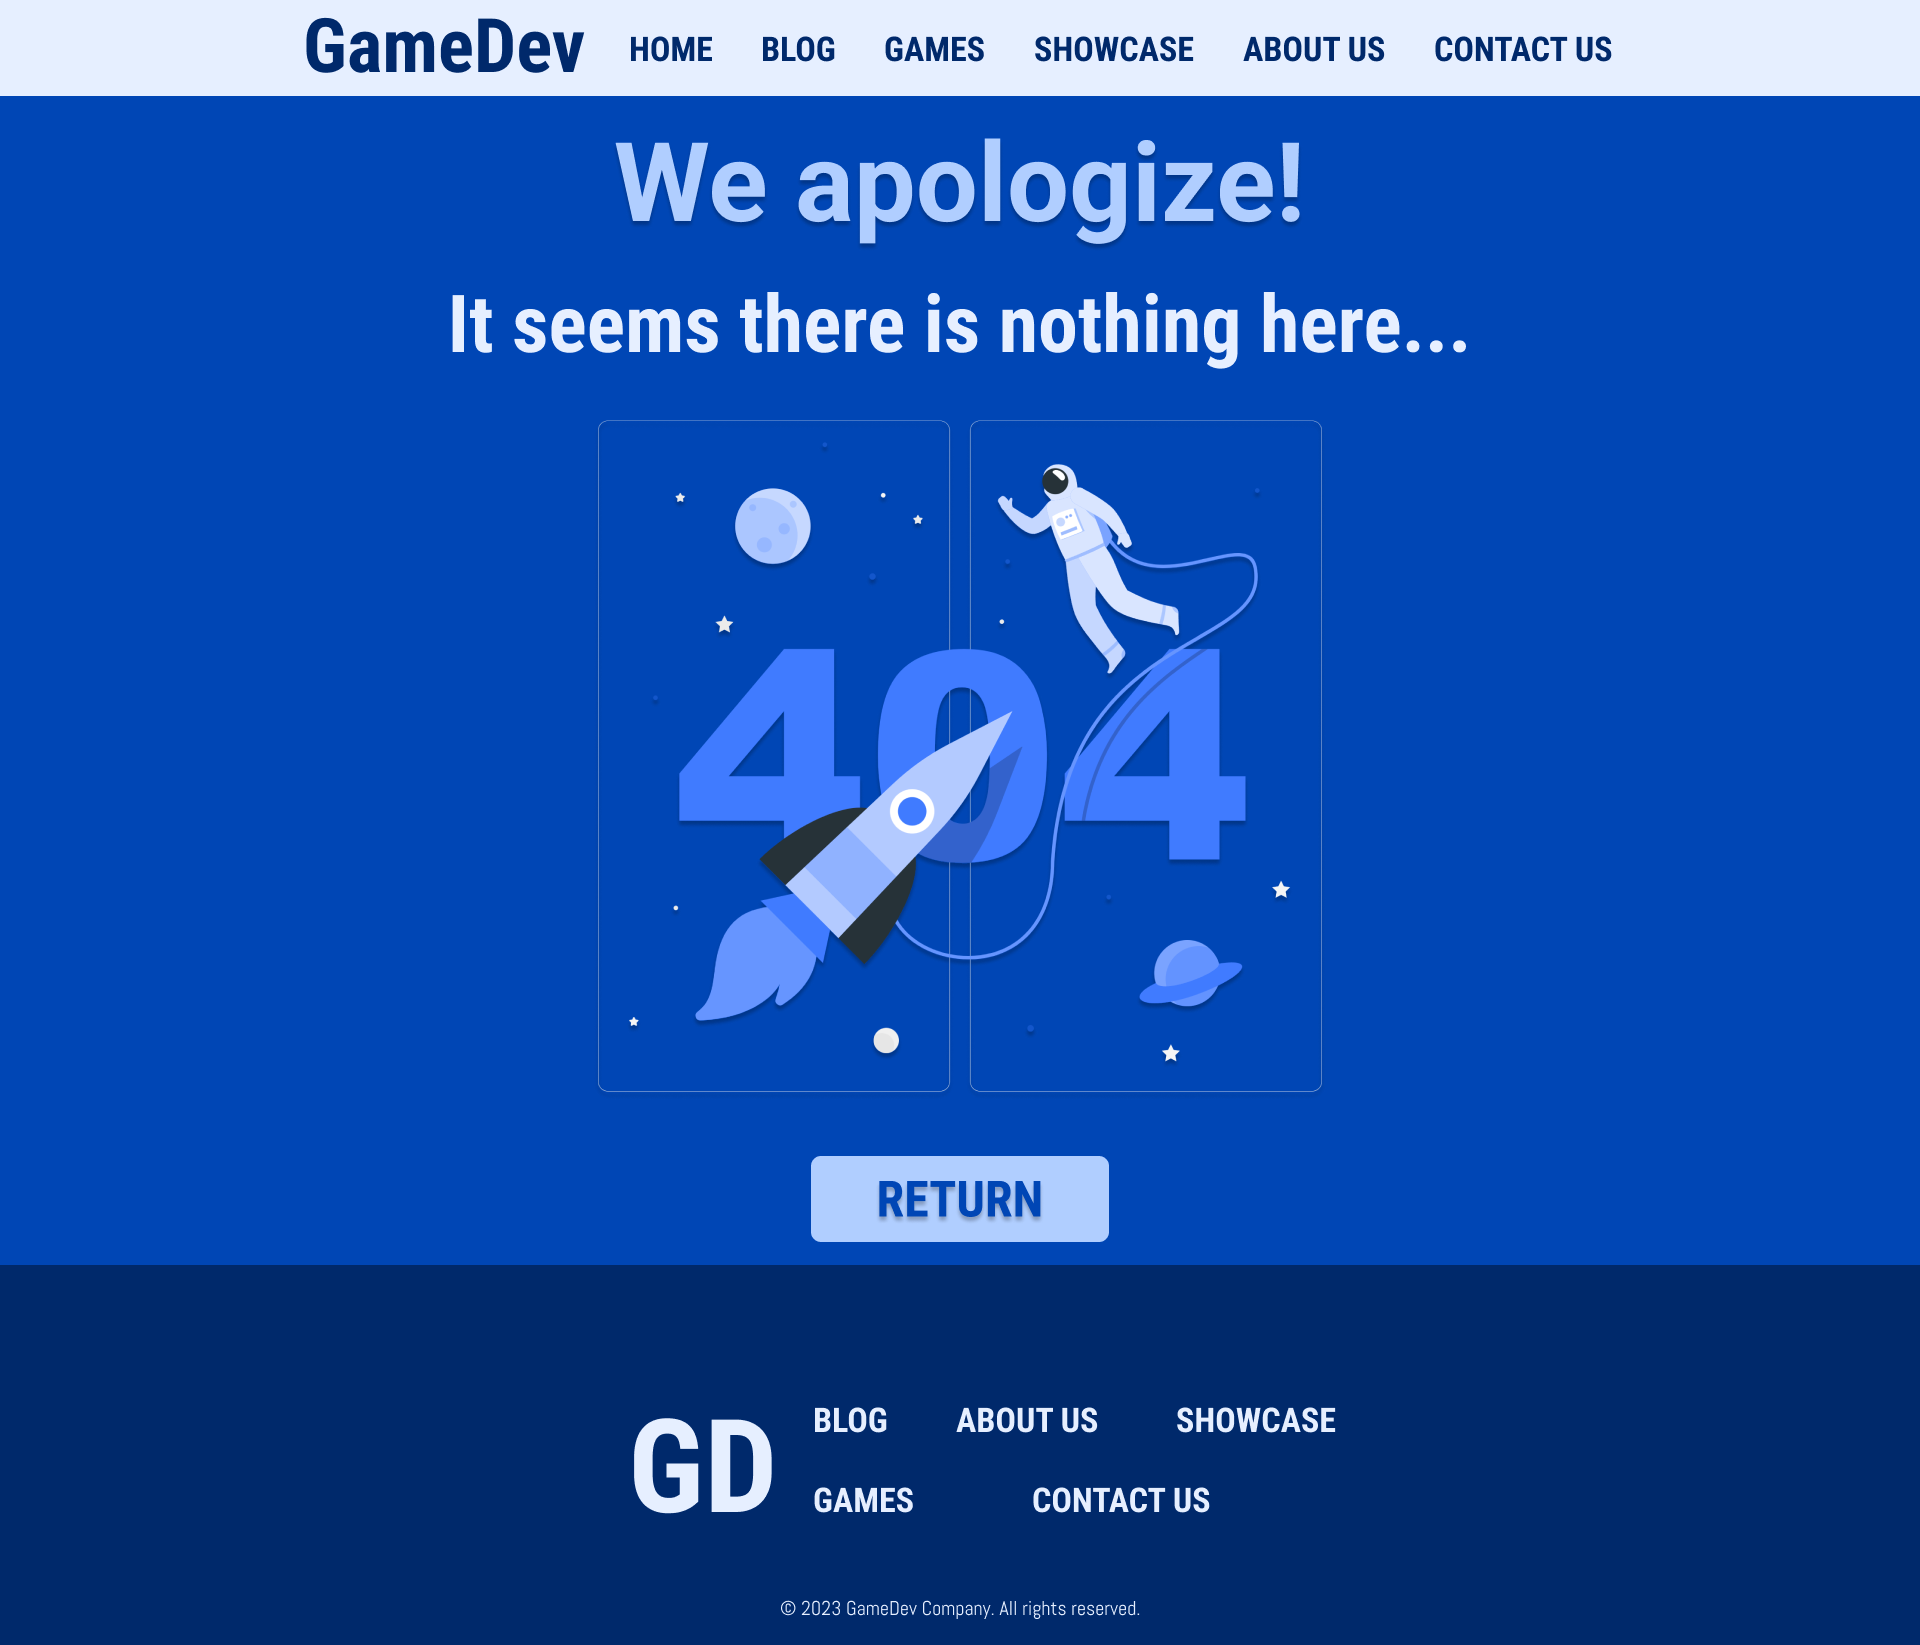 GameDev HOME BLOG GAMES SHOWCASE ABOUT US CONTACT US
We apologize!
It seems there is nothing here...
404
RETURN
GD
BLOG ABOUT US SHOWCASE
GAMES CONTACT US
© 2023 GameDev Company. All rights reserved.